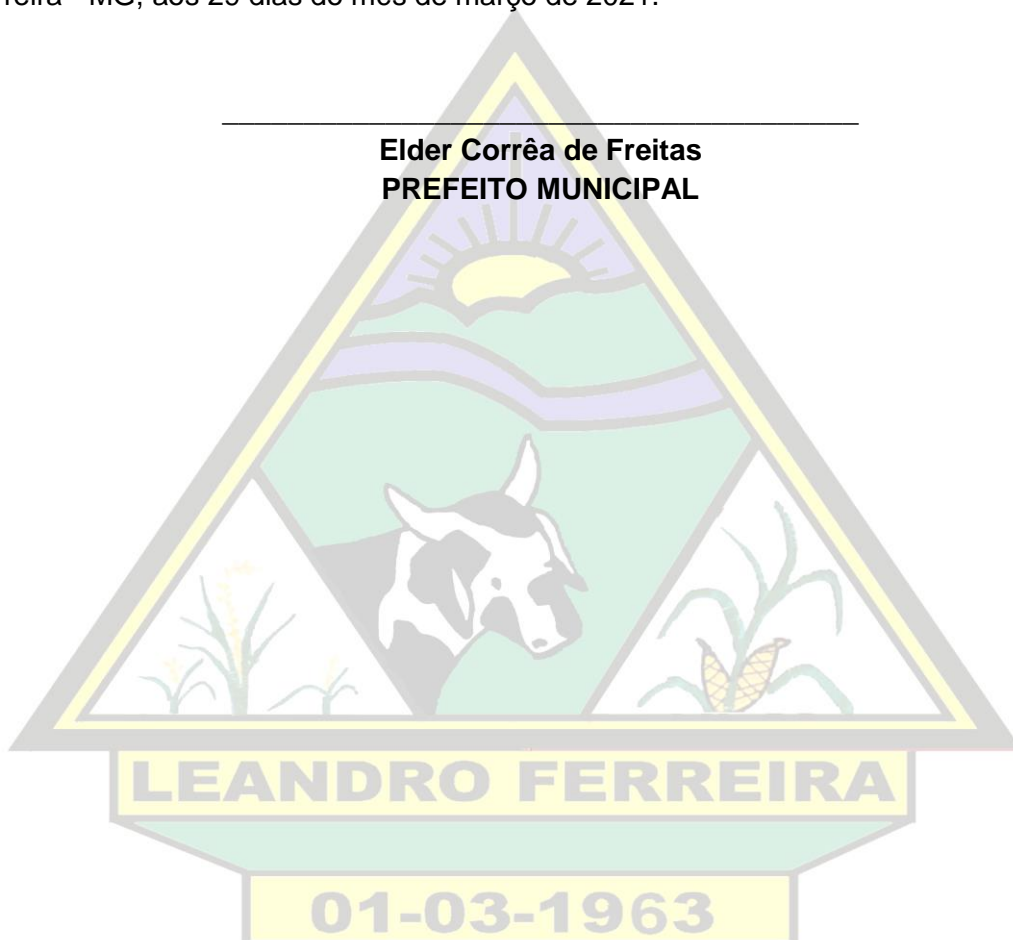 MG, aos 29 dias do mês de março de 2021.
Elder Corrêa de Freitas
PREFEITO MUNICIPAL
LEANDRO FERREIRA
01-03-1963